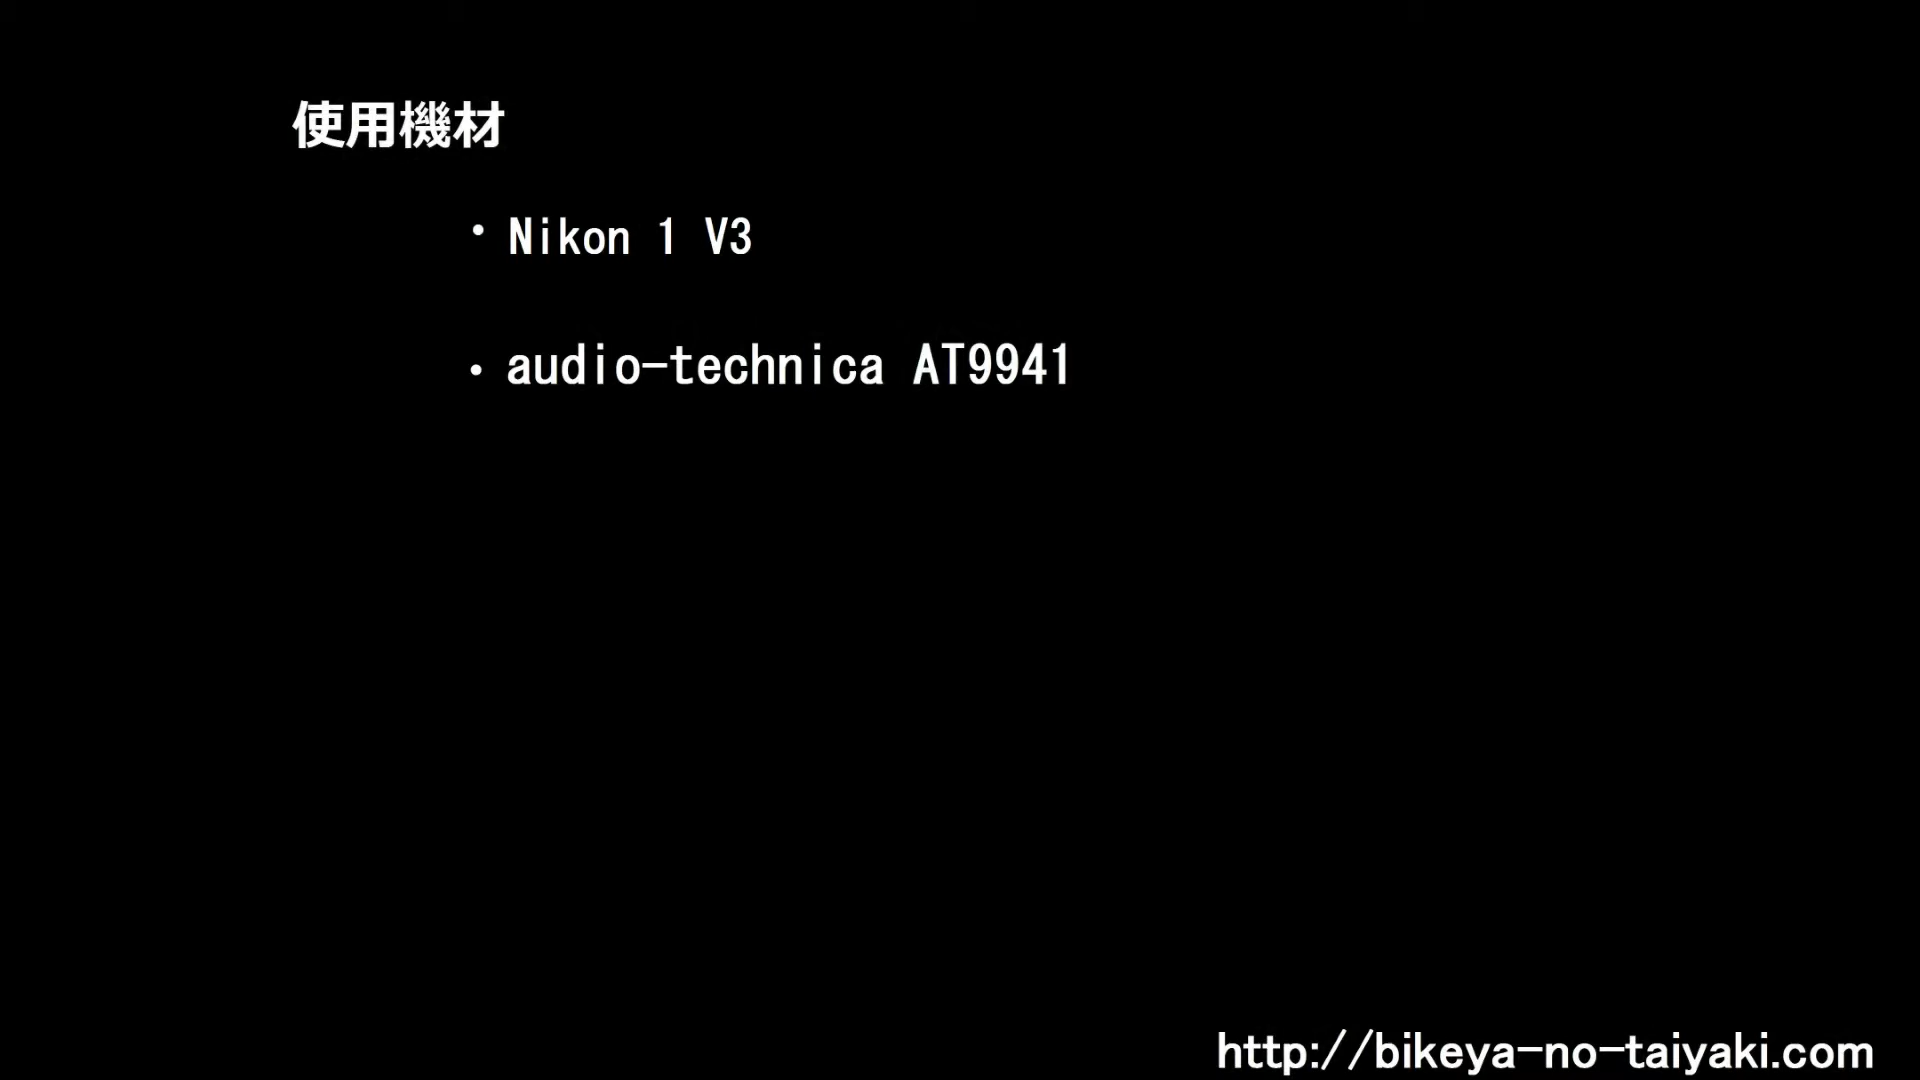 使用機材
・Nikon 1 V3
・audio-technica AT9941
http://bikeya-no-taiyaki.com